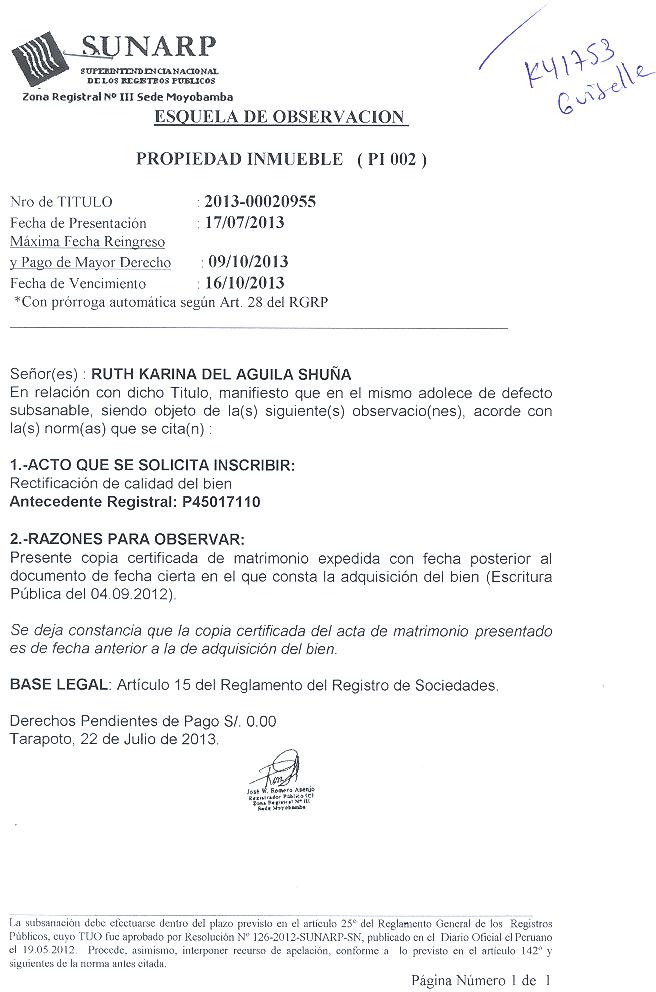 SUNARP
SUPERINTENDENCIA NACIONAL
DE LOS REGISTROS PUBLICOS
Zona Registral Nº III Sede Moyobamba
K41753
Guiselle
ESQUELA DE OBSERVACION
PROPIEDAD INMUEBLE ( PI 002 )
Nro de TITULO : 2013-00020955
Fecha de Presentación : 17/07/2013
Máxima Fecha Reingreso
y Pago de Mayor Derecho : 09/10/2013
Fecha de Vencimiento : 16/10/2013
*Con prórroga automática según Art. 28 del RGRP
Señor(es) : RUTH KARINA DEL AGUILA SHUÑA
En relación con dicho Titulo, manifiesto que en el mismo adolece de defecto
subsanable, siendo objeto de la(s) siguiente(s) observacio(nes), acorde con
la(s) norm(as) que se cita(n) :
1.-ACTO QUE SE SOLICITA INSCRIBIR:
Rectificación de calidad del bien
Antecedente Registral: P45017110
2.-RAZONES PARA OBSERVAR:
Presente copia certificada de matrimonio expedida con fecha posterior al
documento de fecha cierta en el que consta la adquisición del bien (Escritura
Pública del 04.09.2012).
Se deja constancia que la copia certificada del acta de matrimonio presentado
es de fecha anterior a la de adquisición del bien.
BASE LEGAL: Artículo 15 del Reglamento del Registro de Sociedades.
Derechos Pendientes de Pago S/. 0.00
Tarapoto, 22 de Julio de 2013.
José W. Romero Asenjo
Registrador Público (e)
Zona Registral Nº III
Sede Moyobamba
La subsanación debe efectuarse dentro del plazo previsto en el artículo 25º del Reglamento General de los Registros
Públicos, cuyo TUO fue aprobado por Resolución Nº 126-2012-SUNARP-SN, publicado en el Diario Oficial el Peruano
el 19.05.2012. Procede, asimismo, interponer recurso de apelación, conforme a lo previsto en el artículo 142º y
siguientes de la norma antes citada.
Página Número 1 de 1